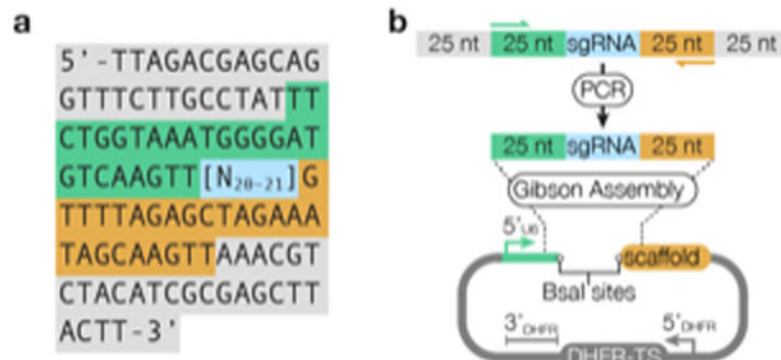 a
5'-TTAGACGAGCAG
GTTTCTTGCCTATTT
CTGGTAAATGGGGAT
GTCAAGTT[N20-21]G
TTTTAGAGCTAGAAA
TAGCAAGTTAAACGT
CTACATCGCGAGCTT
ACTT-3'
b
25 nt 25 nt sgRNA 25 nt 25 nt
PCR
25 nt sgRNA 25 nt
Gibson Assembly
5'U6
scaffold
BsaI sites
3'DHFR 5'DHFR
DHFR-TS